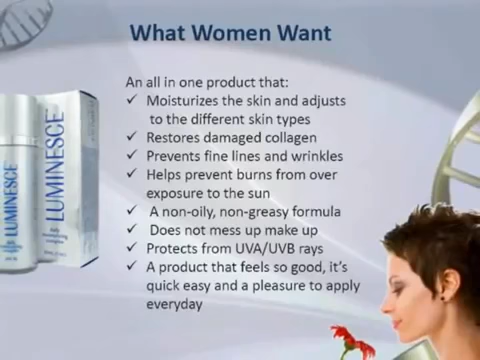 What Women Want
An all in one product that:
✓ Moisturizes the skin and adjusts
to the different skin types
✓ Restores damaged collagen
✓ Prevents fine lines and wrinkles
✓ Helps prevent burns from over
exposure to the sun
✓ A non-oily, non-greasy formula
✓ Does not mess up make up
✓ Protects from UVA/UVB rays
✓ A product that feels so good, it's
quick easy and a pleasure to apply
everyday
LUMINESCE
LUMINESCE